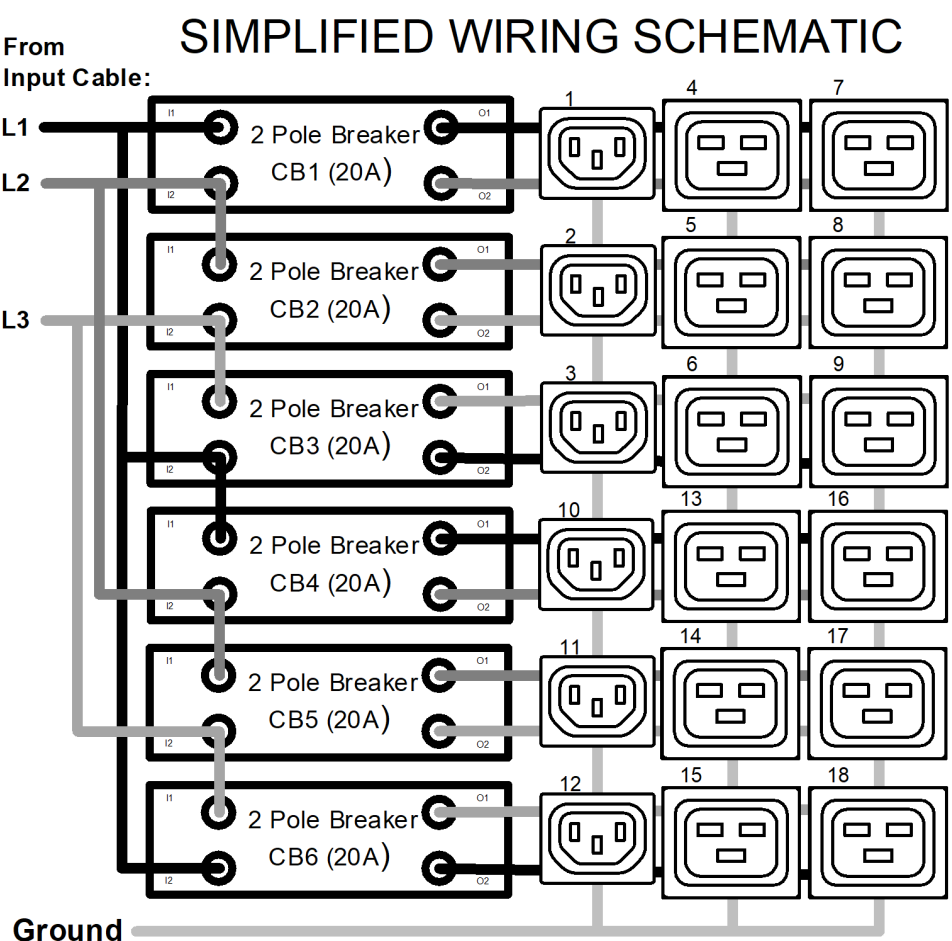 SIMPLIFIED WIRING SCHEMATIC
From
Input Cable:
4 7
1
I1 O1
L1
2 Pole Breaker
CB1 (20A)
L2
I2 O2
5 8
2
I1 O1
2 Pole Breaker
CB2 (20A)
L3
I2 O2
6 9
3
I1 O1
2 Pole Breaker
CB3 (20A)
I2 O2
13 16
10
I1 O1
2 Pole Breaker
CB4 (20A)
I2 O2
14 17
11
I1 O1
2 Pole Breaker
CB5 (20A)
I2 O2
15 18
12
I1 O1
2 Pole Breaker
CB6 (20A)
I2 O2
Ground